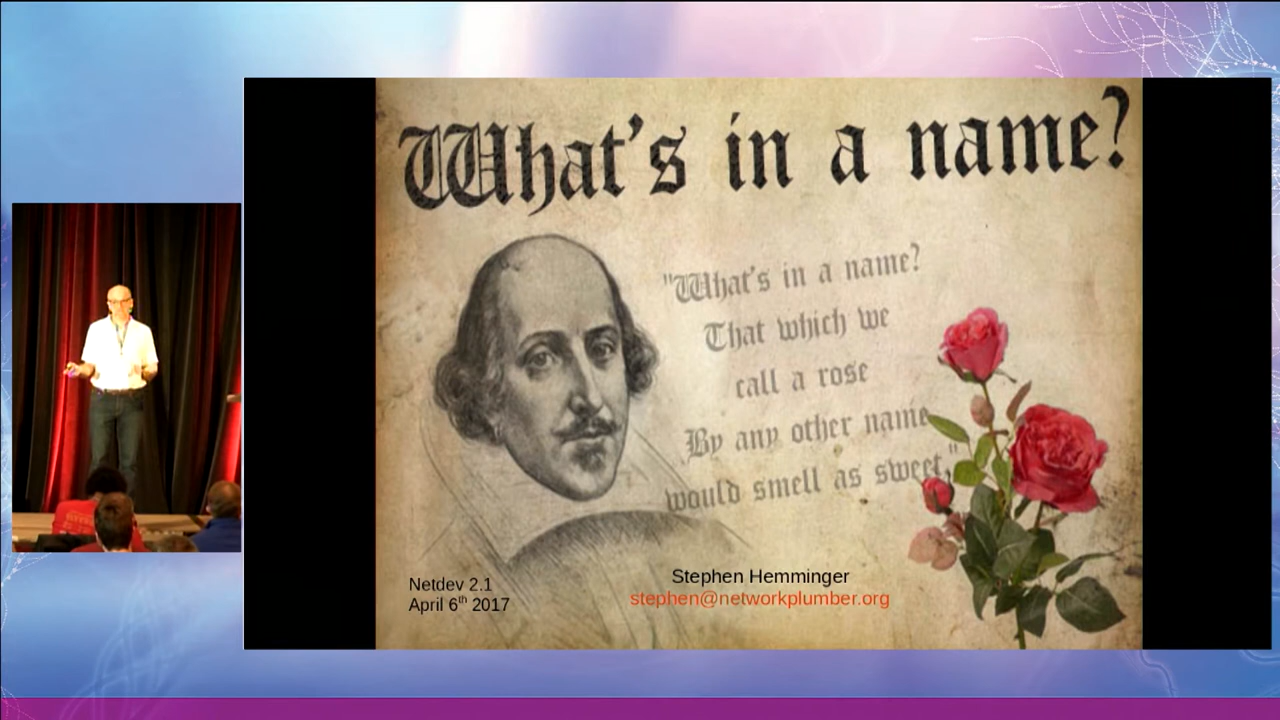 What's in a name?
"What's in a name?
That which we
call a rose
By any other name
would smell as sweet."
Netdev 2.1
April 6th 2017
Stephen Hemminger
stephen@networkplumber.org